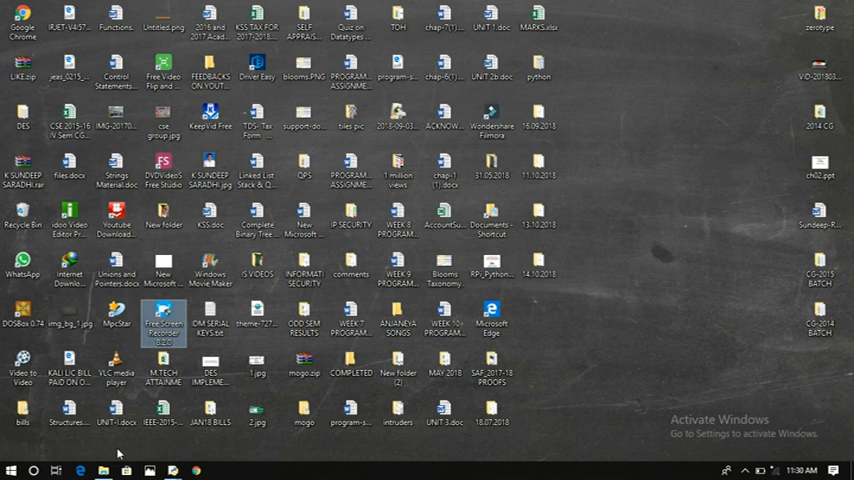 Google
Chrome
IRJET-V4I57...
Functions.
Untitled.png
2016 and
2017 Acad...
KSS TAX FOR
2017-2018...
SELF
APPRAIS...
Quiz on
Datatypes ...
TOH
chap-7(1)...
UNIT 1.doc
MARKS.xlsx
zerotype
LIKE.zip
jeas_0215_...
Control
Statements...
Free Video
Flip and ...
FEEDBACKS
ON YOUT...
Driver Easy
blooms.PNG
PROGRAM...
ASSIGNME...
program-s...
chap-6(1)...
UNIT 2b.doc
python
VID-201803...
DES
CSE 2015-16
IV Sem CG...
IMG-20170...
cse
group.jpg
KeepVid Free
TDS- Tax
Form ...
support-do...
tiles pic
2018-09-03...
ACKNOW...
Wondershare
Filmora
16.09.2018
2014 CG
K SUNDEEP
SARADHI.rar
files.docx
Strings
Material.doc
DVDVideoS
Free Studio
K SUNDEEP
SARADHI.jpg
Linked List
Stack & Q...
QPS
PROGRAM...
ASSIGNME...
1 million
views
chap-1
(1).docx
31.05.2018
11.10.2018
ch02.ppt
Recycle Bin
idoo Video
Editor Pr...
Youtube
Download...
New folder
KSS.doc
Complete
Binary Tree ...
New
Microsoft ...
IP SECURITY
WEEK 8
PROGRAM...
AccountSu...
Documents -
Shortcut
13.10.2018
Sundeep-R...
WhatsApp
Internet
Downlo...
Unions and
Pointers.docx
New
Microsoft ...
Windows
Movie Maker
IS VIDEOS
INFORMATI
SECURITY
comments
WEEK 9
PROGRAM...
Blooms
Taxonomy...
RPi_Python...
14.10.2018
CG-2015
BATCH
DOSBox 0.74
img_bg_1.jpg
MpcStar
Free Screen
Recorder
8.2.0
IDM SERIAL
KEYS.txt
theme-727...
ODD SEM
RESULTS
WEEK 7
PROGRAM...
ANJANEYA
SONGS
WEEK 10-
PROGRAM...
Microsoft
Edge
CG-2014
BATCH
Video to
Video
KALI LIC BILL
PAID ON O...
VLC media
player
M.TECH
ATTAINME
DES
IMPLEME...
1.jpg
mogo.zip
COMPLETED
New folder
(2)
MAY 2018
SAF_2017-18
PROOFS
bills
Structures....
UNIT-I.docx
IEEE-2015-...
JAN18 BILLS
2.jpg
mogo
program-s...
intruders
UNIT 3.doc
18.07.2018
Activate Windows
Go to Settings to activate Windows.
11:30 AM